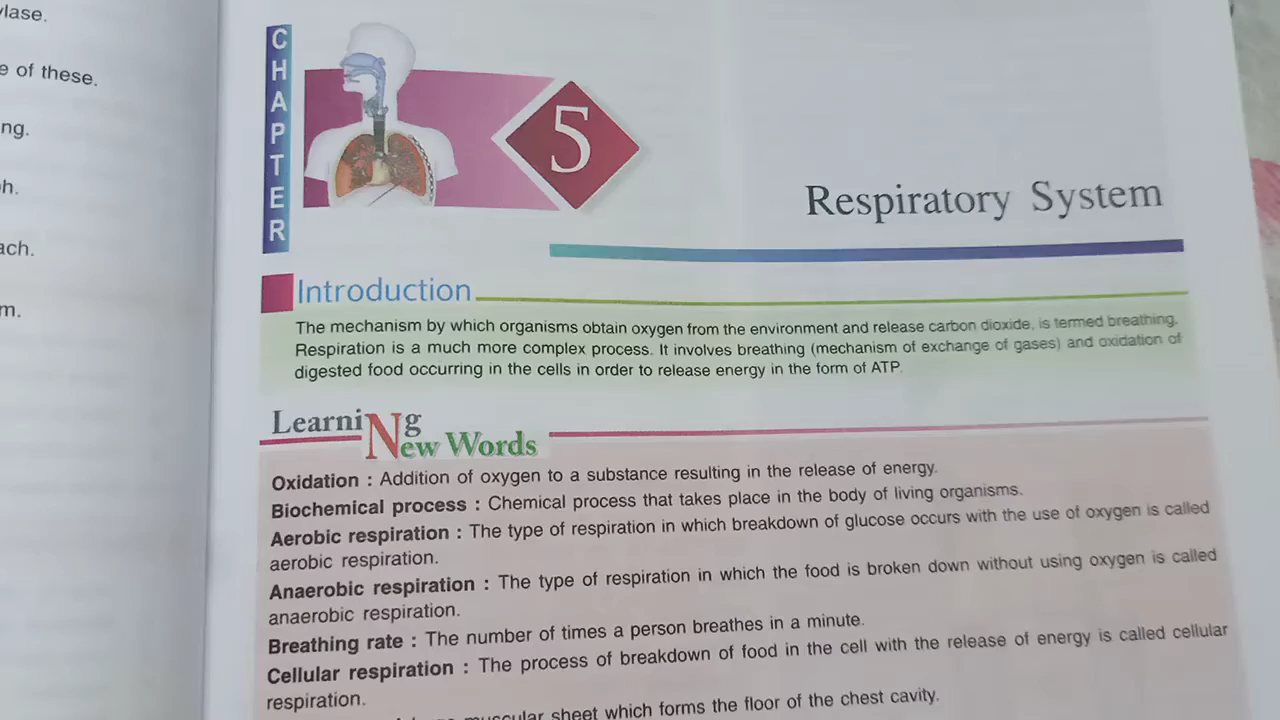 ylase.
e of these.
ng.
h.
ach.
m.
CHAPTER
5
Respiratory System
Introduction
The mechanism by which organisms obtain oxygen from the environment and release carbon dioxide, is termed breathing.
Respiration is a much more complex process. It involves breathing (mechanism of exchange of gases) and oxidation of
digested food occurring in the cells in order to release energy in the form of ATP.
Learning
New Words
Oxidation : Addition of oxygen to a substance resulting in the release of energy.
Biochemical process : Chemical process that takes place in the body of living organisms.
Aerobic respiration : The type of respiration in which breakdown of glucose occurs with the use of oxygen is called
aerobic respiration.
Anaerobic respiration : The type of respiration in which the food is broken down without using oxygen is called
anaerobic respiration.
Breathing rate : The number of times a person breathes in a minute.
Cellular respiration : The process of breakdown of food in the cell with the release of energy is called cellular
respiration.
muscular sheet which forms the floor of the chest cavity.